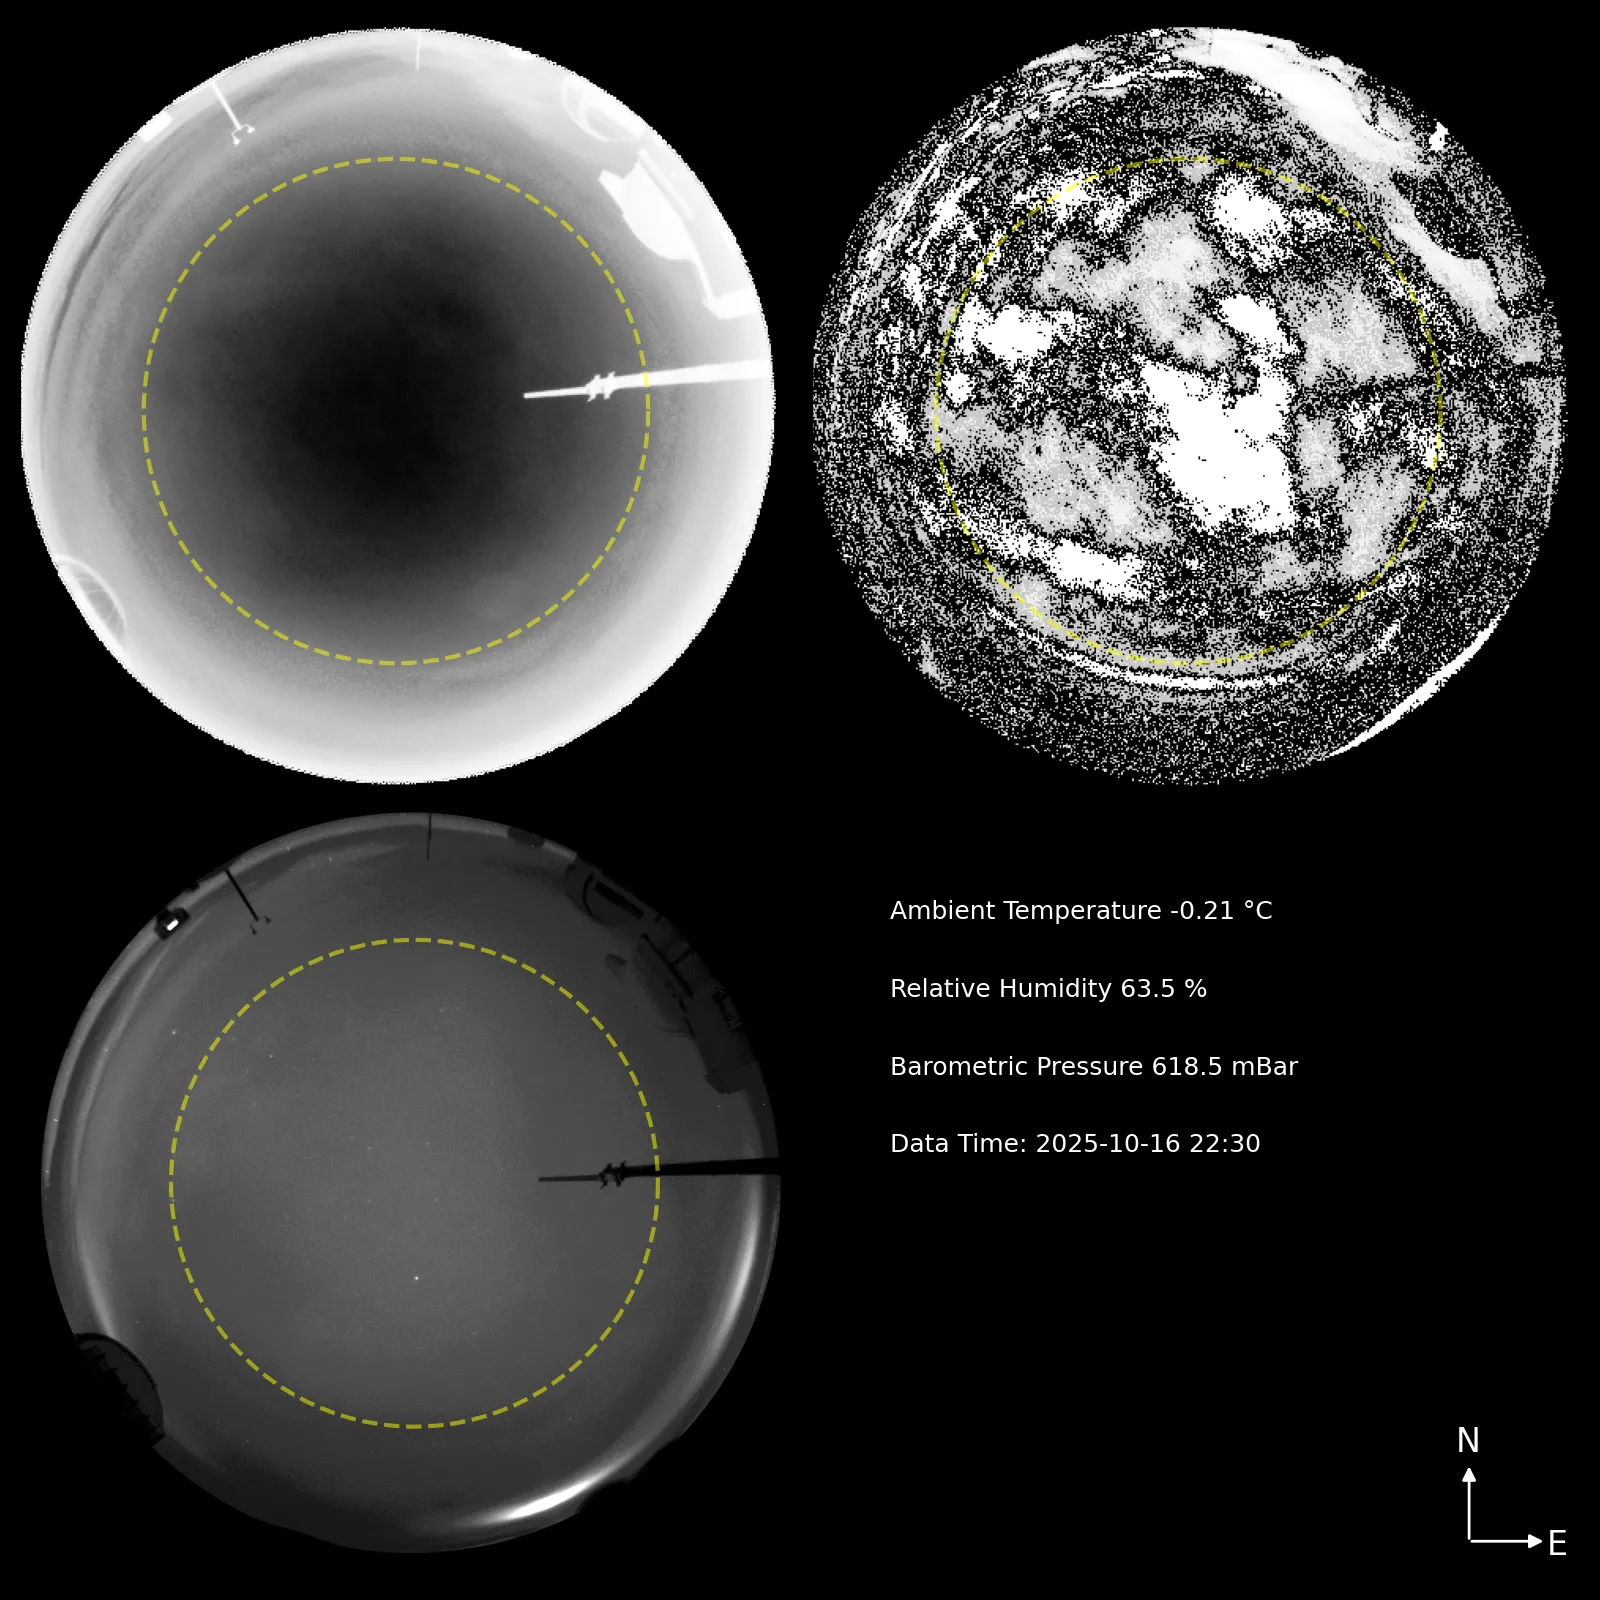 Ambient Temperature -0.21 °C
Relative Humidity 63.5 %
Barometric Pressure 618.5 mBar
Data Time: 2025-10-16 22:30
N
E